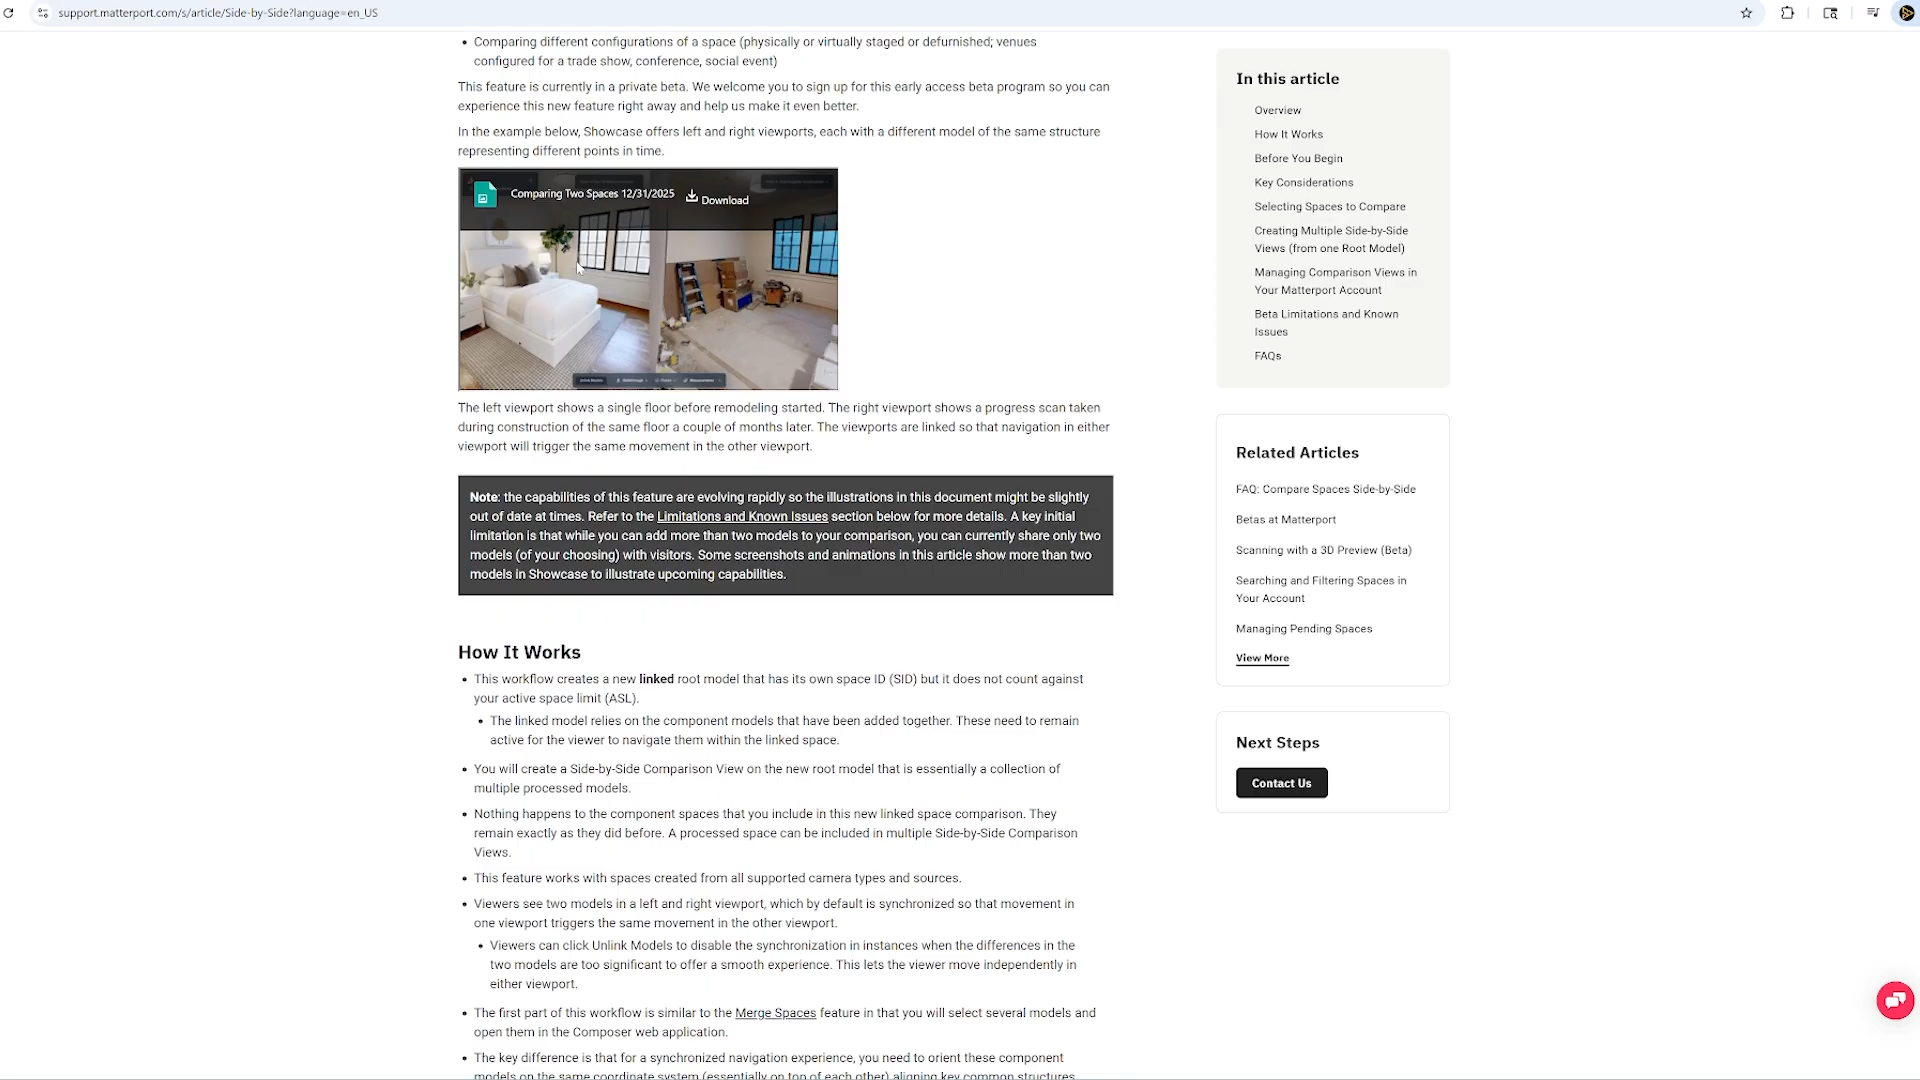 support.matterport.com/s/article/Side-by-Side?language=en_US
• Comparing different configurations of a space (physically or virtually staged or defurnished; venues
configured for a trade show, conference, social event)
This feature is currently in a private beta. We welcome you to sign up for this early access beta program so you can
experience this new feature right away and help us make it even better.
In the example below, Showcase offers left and right viewports, each with a different model of the same structure
representing different points in time.
Comparing Two Spaces 12/31/2025 Download
The left viewport shows a single floor before remodeling started. The right viewport shows a progress scan taken
during construction of the same floor a couple of months later. The viewports are linked so that navigation in either
viewport will trigger the same movement in the other viewport.
Note: the capabilities of this feature are evolving rapidly so the illustrations in this document might be slightly
out of date at times. Refer to the Limitations and Known Issues section below for more details. A key initial
limitation is that while you can add more than two models to your comparison, you can currently share only two
models (of your choosing) with visitors. Some screenshots and animations in this article show more than two
models in Showcase to illustrate upcoming capabilities.
How It Works
• This workflow creates a new linked root model that has its own space ID (SID) but it does not count against
your active space limit (ASL).
• The linked model relies on the component models that have been added together. These need to remain
active for the viewer to navigate them within the linked space.
• You will create a Side-by-Side Comparison View on the new root model that is essentially a collection of
multiple processed models.
• Nothing happens to the component spaces that you include in this new linked space comparison. They
remain exactly as they did before. A processed space can be included in multiple Side-by-Side Comparison
Views.
• This feature works with spaces created from all supported camera types and sources.
• Viewers see two models in a left and right viewport, which by default is synchronized so that movement in
one viewport triggers the same movement in the other viewport.
• Viewers can click Unlink Models to disable the synchronization in instances when the differences in the
two models are too significant to offer a smooth experience. This lets the viewer move independently in
either viewport.
• The first part of this workflow is similar to the Merge Spaces feature in that you will select several models and
open them in the Composer web application.
• The key difference is that for a synchronized navigation experience, you need to orient these component
models on the same coordinate system (essentially on top of each other) aligning key common structures
In this article
Overview
How It Works
Before You Begin
Key Considerations
Selecting Spaces to Compare
Creating Multiple Side-by-Side
Views (from one Root Model)
Managing Comparison Views in
Your Matterport Account
Beta Limitations and Known
Issues
FAQs
Related Articles
FAQ: Compare Spaces Side-by-Side
Betas at Matterport
Scanning with a 3D Preview (Beta)
Searching and Filtering Spaces in
Your Account
Managing Pending Spaces
View More
Next Steps
Contact Us